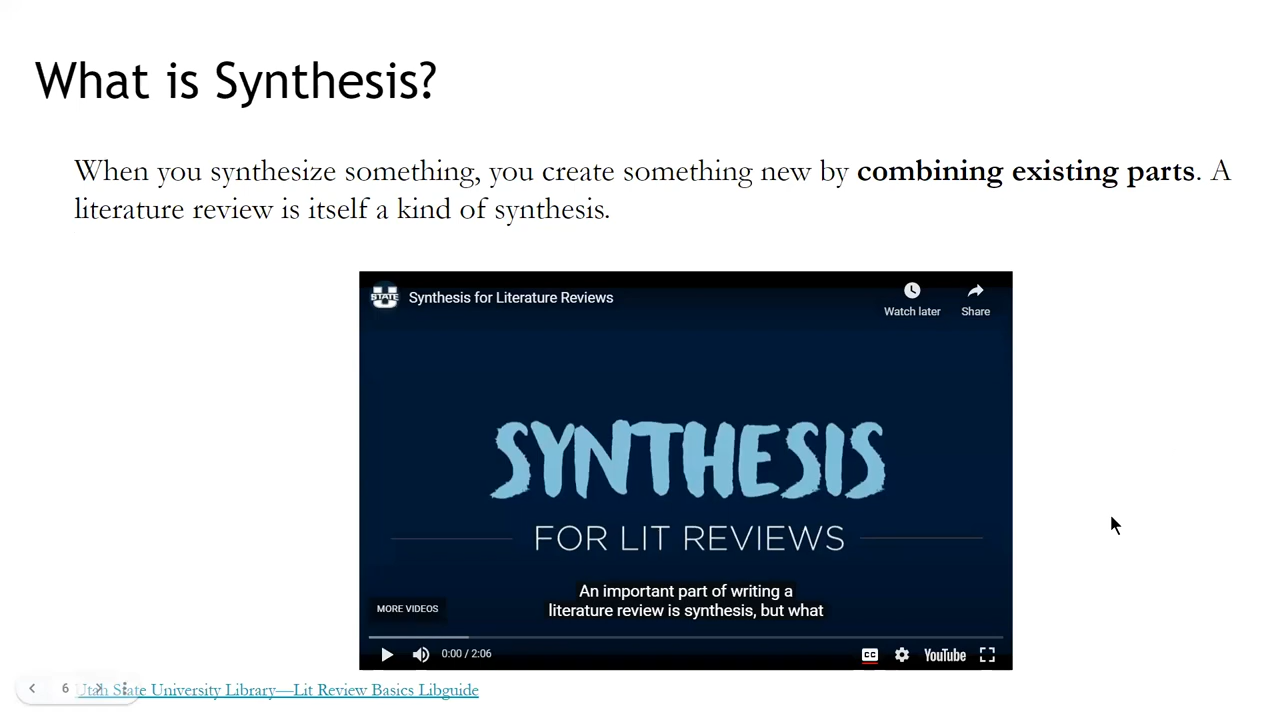 What is Synthesis?
When you synthesize something, you create something new by combining existing parts. A
literature review is itself a kind of synthesis.
STATE
Synthesis for Literature Reviews
Watch later
Share
SYNTHESIS
FOR LIT REVIEWS
An important part of writing a
literature review is synthesis, but what
MORE VIDEOS
0:00 / 2:06
CC
YouTube
6
Utah State University Library—Lit Review Basics Libguide